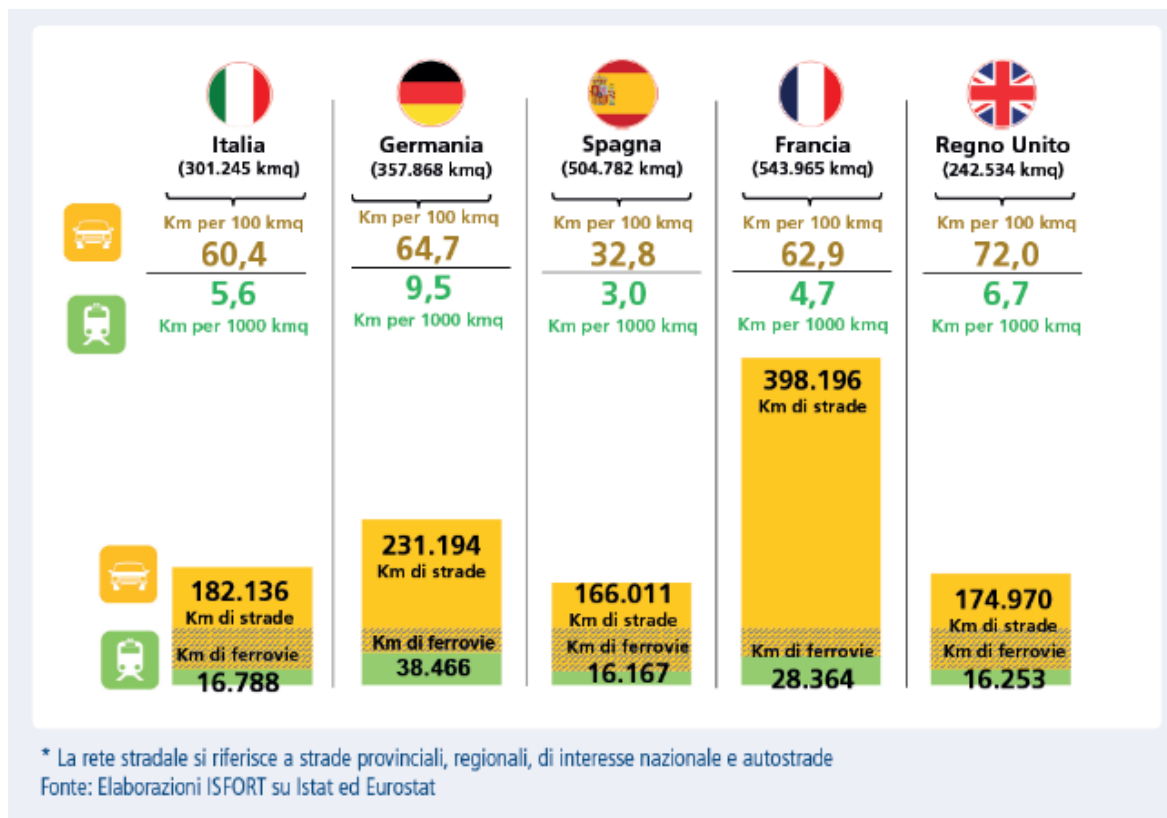 Italia
(301.245 kmq)
Km per 100 kmq
60,4
5,6
Km per 1000 kmq
182.136
Km di strade
Km di ferrovie
16.788
Germania
(357.868 kmq)
Km per 100 kmq
64,7
9,5
Km per 1000 kmq
231.194
Km di strade
Km di ferrovie
38.466
Spagna
(504.782 kmq)
Km per 100 kmq
32,8
3,0
Km per 1000 kmq
166.011
Km di strade
Km di ferrovie
16.167
Francia
(543.965 kmq)
Km per 100 kmq
62,9
4,7
Km per 1000 kmq
398.196
Km di strade
Km di ferrovie
28.364
Regno Unito
(242.534 kmq)
Km per 100 kmq
72,0
6,7
Km per 1000 kmq
174.970
Km di strade
Km di ferrovie
16.253
* La rete stradale si riferisce a strade provinciali, regionali, di interesse nazionale e autostrade
Fonte: Elaborazioni ISFORT su Istat ed Eurostat